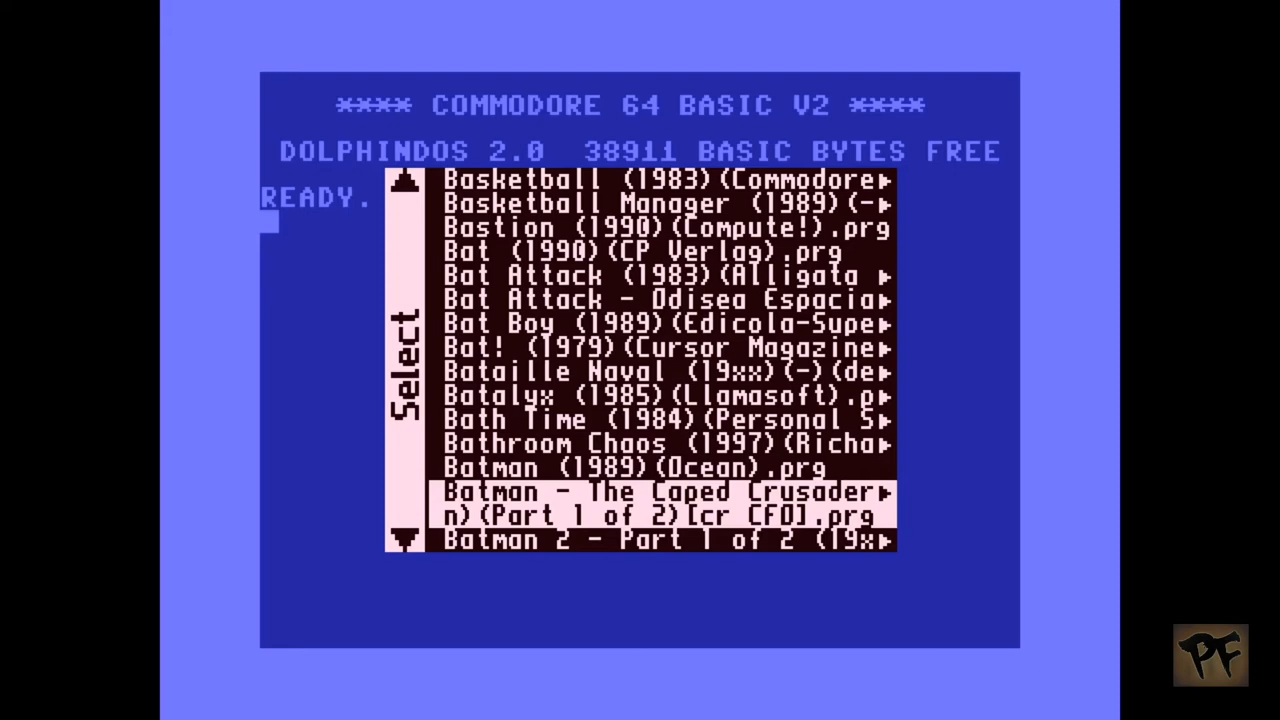 **** COMMODORE 64 BASIC V2 ****
DOLPHINDOS 2.0 38911 BASIC BYTES FREE
READY.
Select
Basketball (1983)(Commodore
Basketball Manager (1989)(-
Bastion (1990)(Compute!).prg
Bat (1990)(CP Verlag).prg
Bat Attack (1983)(Alligata
Bat Attack - Odisea Espacia
Bat Boy (1989)(Edicola-Supe
Bat! (1979)(Cursor Magazine
Bataille Naval (19xx)(-)(de
Batalyx (1985)(Llamasoft).p
Bath Time (1984)(Personal S
Bathroom Chaos (1997)(Richa
Batman (1989)(Ocean).prg
Batman - The Caped Crusader
n)(Part 1 of 2)[cr CFO].prg
Batman 2 - Part 1 of 2 (19x
PF